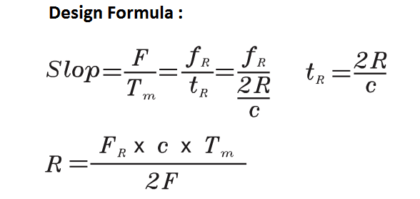 Design Formula :
Slop = F / T_m = f_R / t_R = f_R / (2R / c)   t_R = 2R / c
R = F_R x c x T_m / 2F